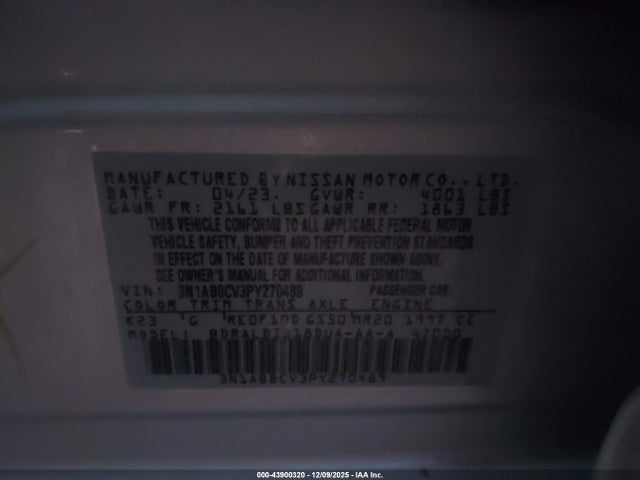 MANUFACTURED BY NISSAN MOTOR CO., LTD.
DATE: 04/23. GVWR: 4001 LBS
GAWR FR: 2161 LBS GAWR RR: 1863 LBS
THIS VEHICLE CONFORMS TO ALL APPLICABLE FEDERAL MOTOR
VEHICLE SAFETY, BUMPER AND THEFT PREVENTION STANDARDS
IN EFFECT ON THE DATE OF MANUFACTURE SHOWN ABOVE.
SEE OWNER'S MANUAL FOR ADDITIONAL INFORMATION.
VIN: 3N1AB8CV3PY270489 PASSENGER CAR
COLOR TRIM TRANS AXLE ENGINE
K23 G RE0F10D GS50 MR20 1997 CC
MODEL:
3N1AB8CV3PY270489
000-43900320 - 12/09/2025 - IAA Inc.